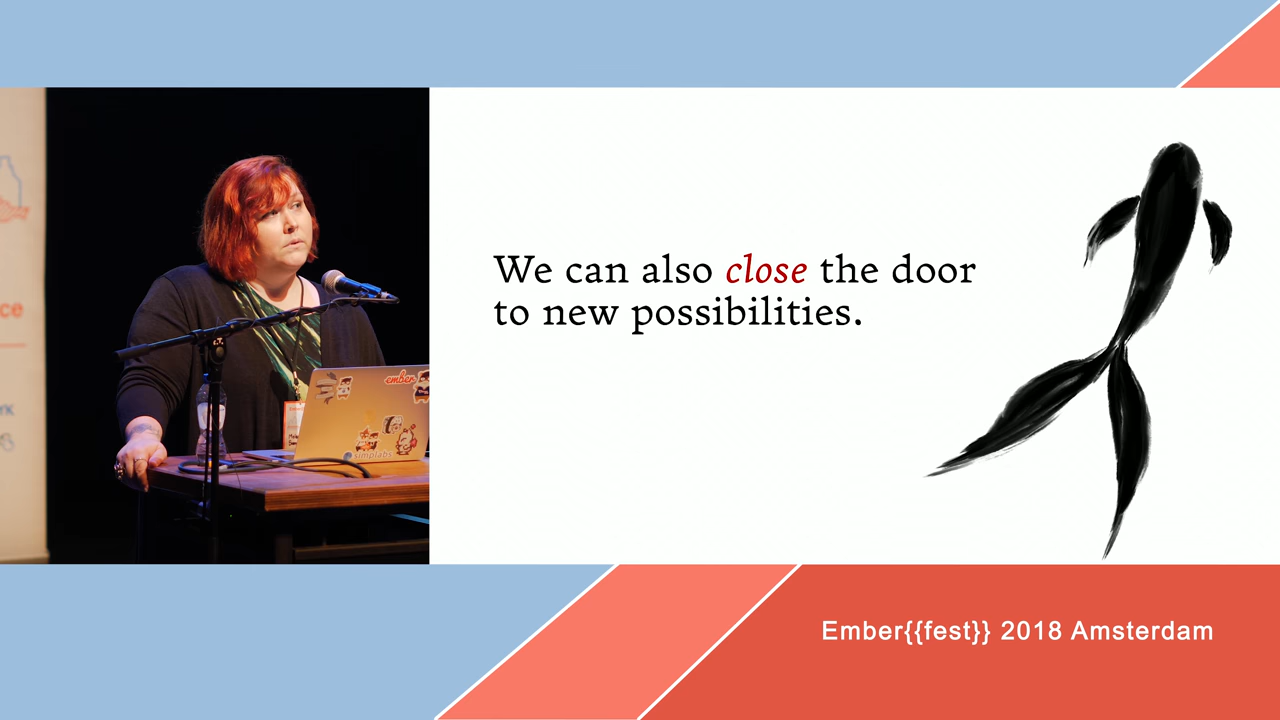 We can also close the door
to new possibilities.
ember
simplabs
Ember{{fest}} 2018 Amsterdam